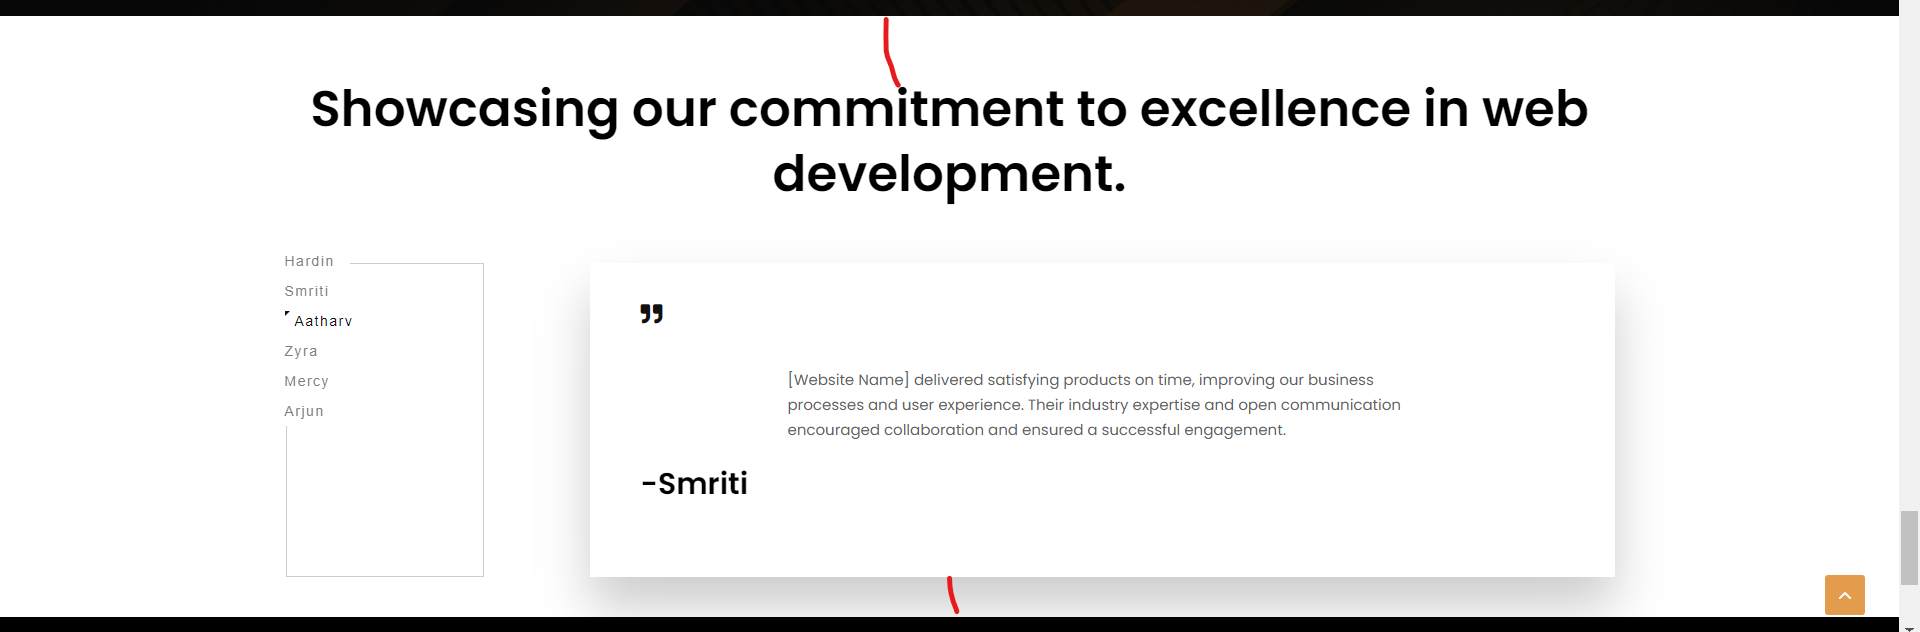 Showcasing our commitment to excellence in web
development.
Hardin
Smriti
Aatharv
Zyra
Mercy
Arjun
[Website Name] delivered satisfying products on time, improving our business
processes and user experience. Their industry expertise and open communication
encouraged collaboration and ensured a successful engagement.
-Smriti